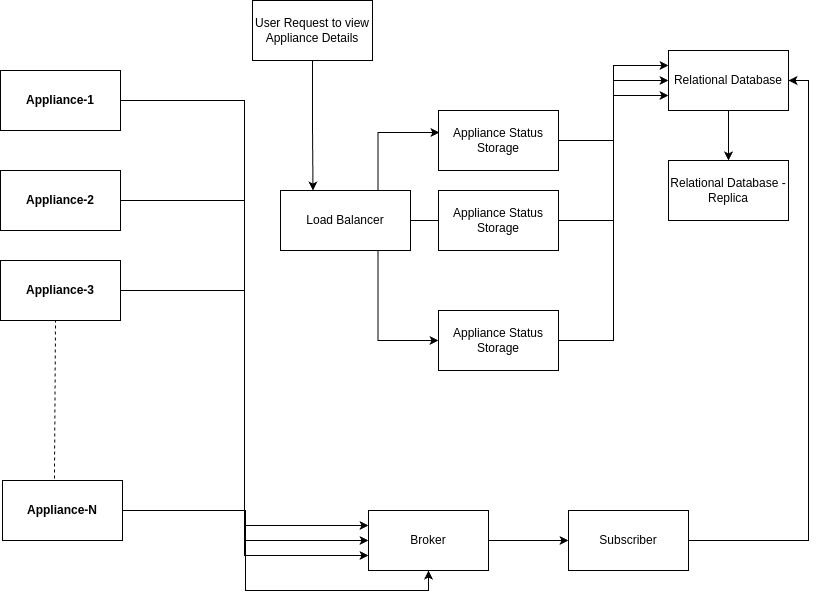 User Request to view
Appliance Details
Appliance-1
Appliance-2
Appliance-3
Appliance-N
Load Balancer
Appliance Status
Storage
Appliance Status
Storage
Appliance Status
Storage
Relational Database
Relational Database -
Replica
Broker
Subscriber